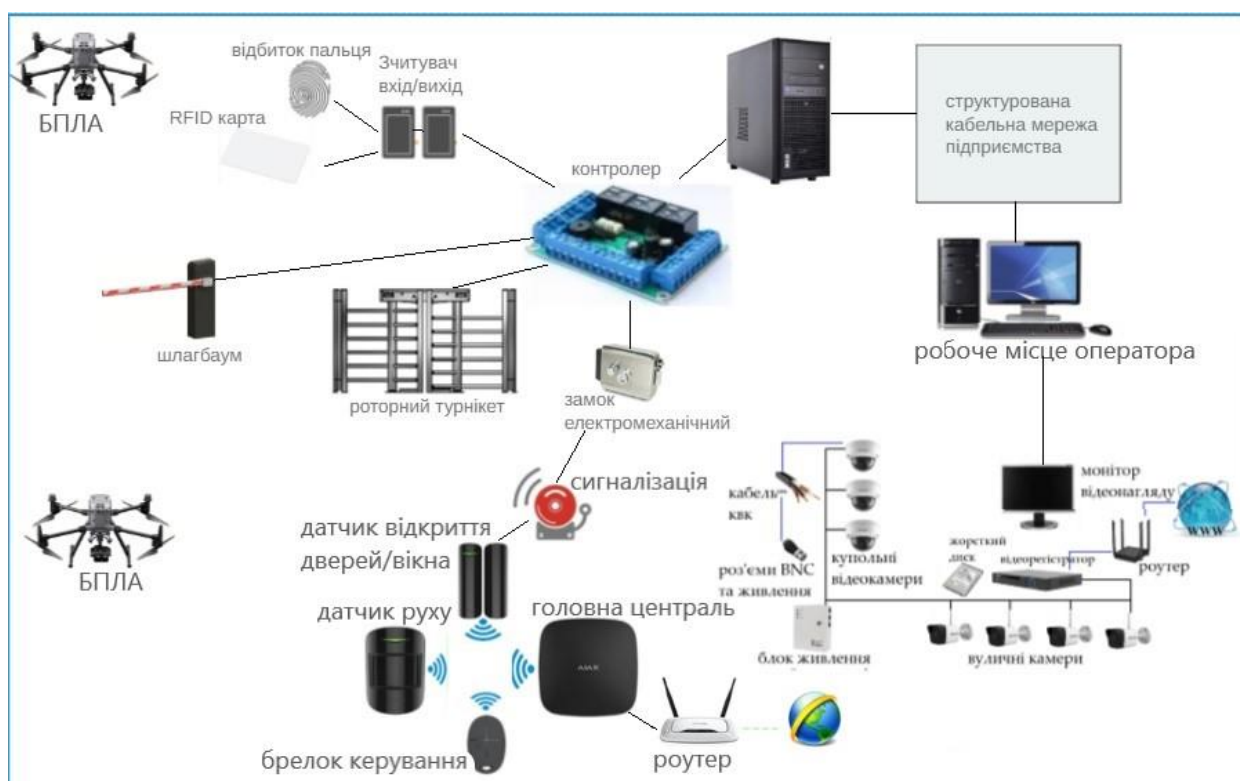 БПЛА
відбиток пальця
RFID карта
Зчитувач
вхід/вихід
контролер
структурована
кабельна мережа
підприємства
шлагбаум
роторний турнікет
замок
електромеханічний
робоче місце оператора
БПЛА
сигналізація
датчик відкриття
дверей/вікна
датчик руху
головна централь
AJAX
брелок керування
роутер
кабель
квк
роз'єми BNC
та живлення
купольні
відеокамери
блок живлення
монітор
відеонагляду
WWW
жорсткий
диск
відеорегістратор
роутер
вуличні камери